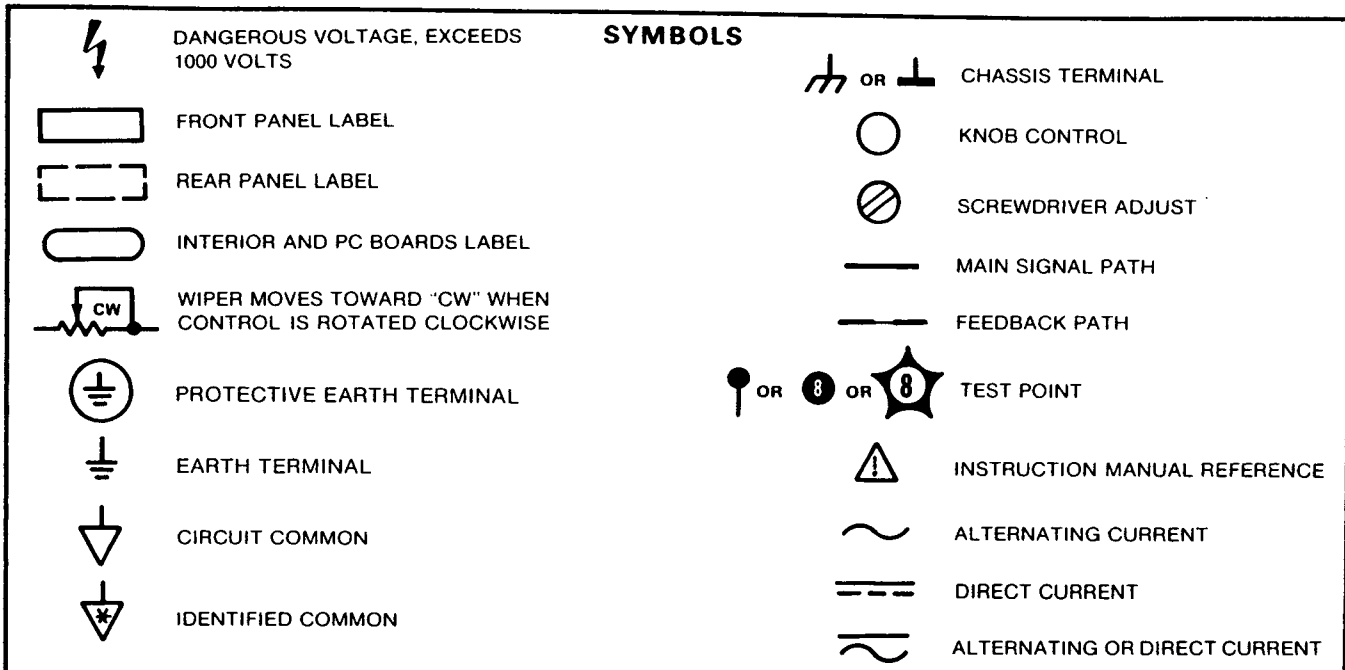 SYMBOLS
DANGEROUS VOLTAGE, EXCEEDS
1000 VOLTS
FRONT PANEL LABEL
REAR PANEL LABEL
INTERIOR AND PC BOARDS LABEL
CW
WIPER MOVES TOWARD "CW" WHEN
CONTROL IS ROTATED CLOCKWISE
PROTECTIVE EARTH TERMINAL
EARTH TERMINAL
CIRCUIT COMMON
*
IDENTIFIED COMMON
OR
CHASSIS TERMINAL
KNOB CONTROL
SCREWDRIVER ADJUST
MAIN SIGNAL PATH
FEEDBACK PATH
OR 8 OR 8
TEST POINT
!
INSTRUCTION MANUAL REFERENCE
ALTERNATING CURRENT
DIRECT CURRENT
ALTERNATING OR DIRECT CURRENT